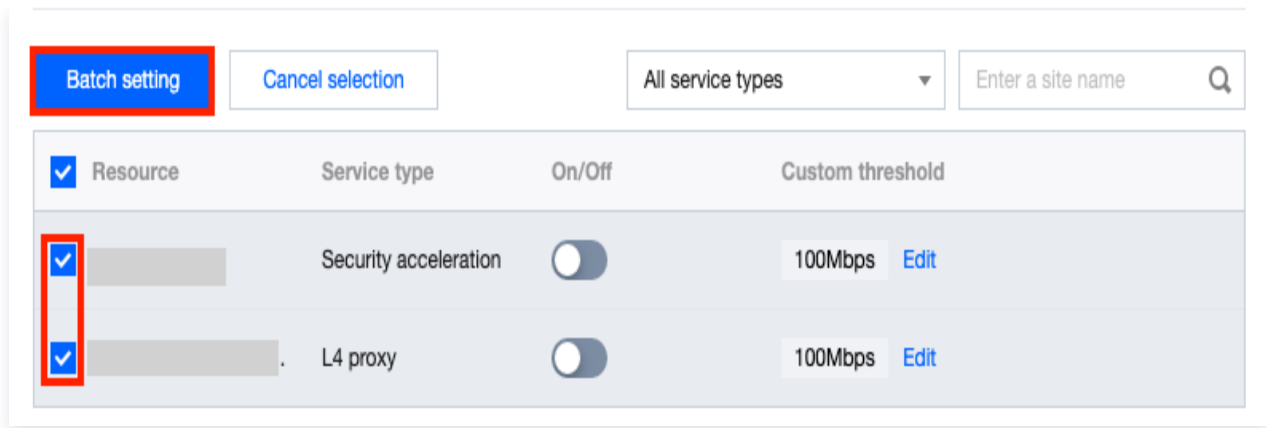 Batch setting Cancel selection All service types Enter a site name
Resource Service type On/Off Custom threshold
Security acceleration 100Mbps Edit
. L4 proxy 100Mbps Edit